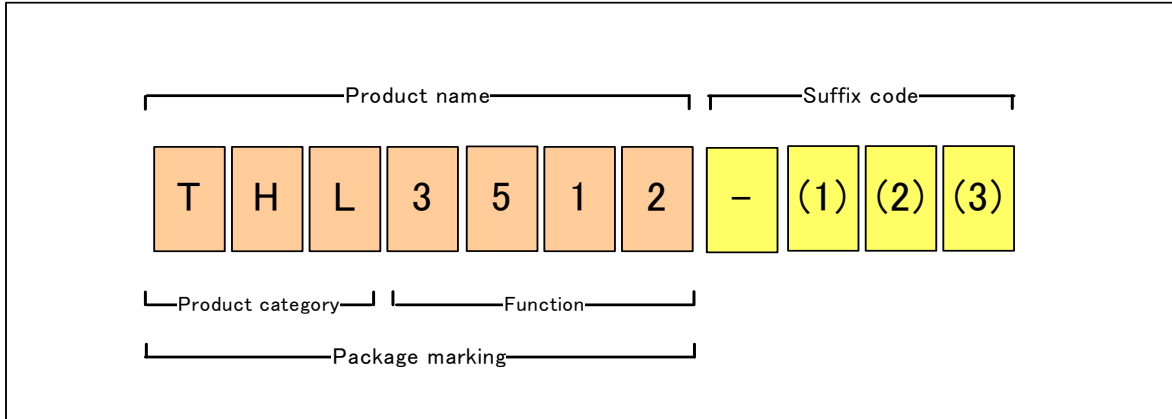 Product name Suffix code
T H L 3 5 1 2 - (1) (2) (3)
Product category Function
Package marking